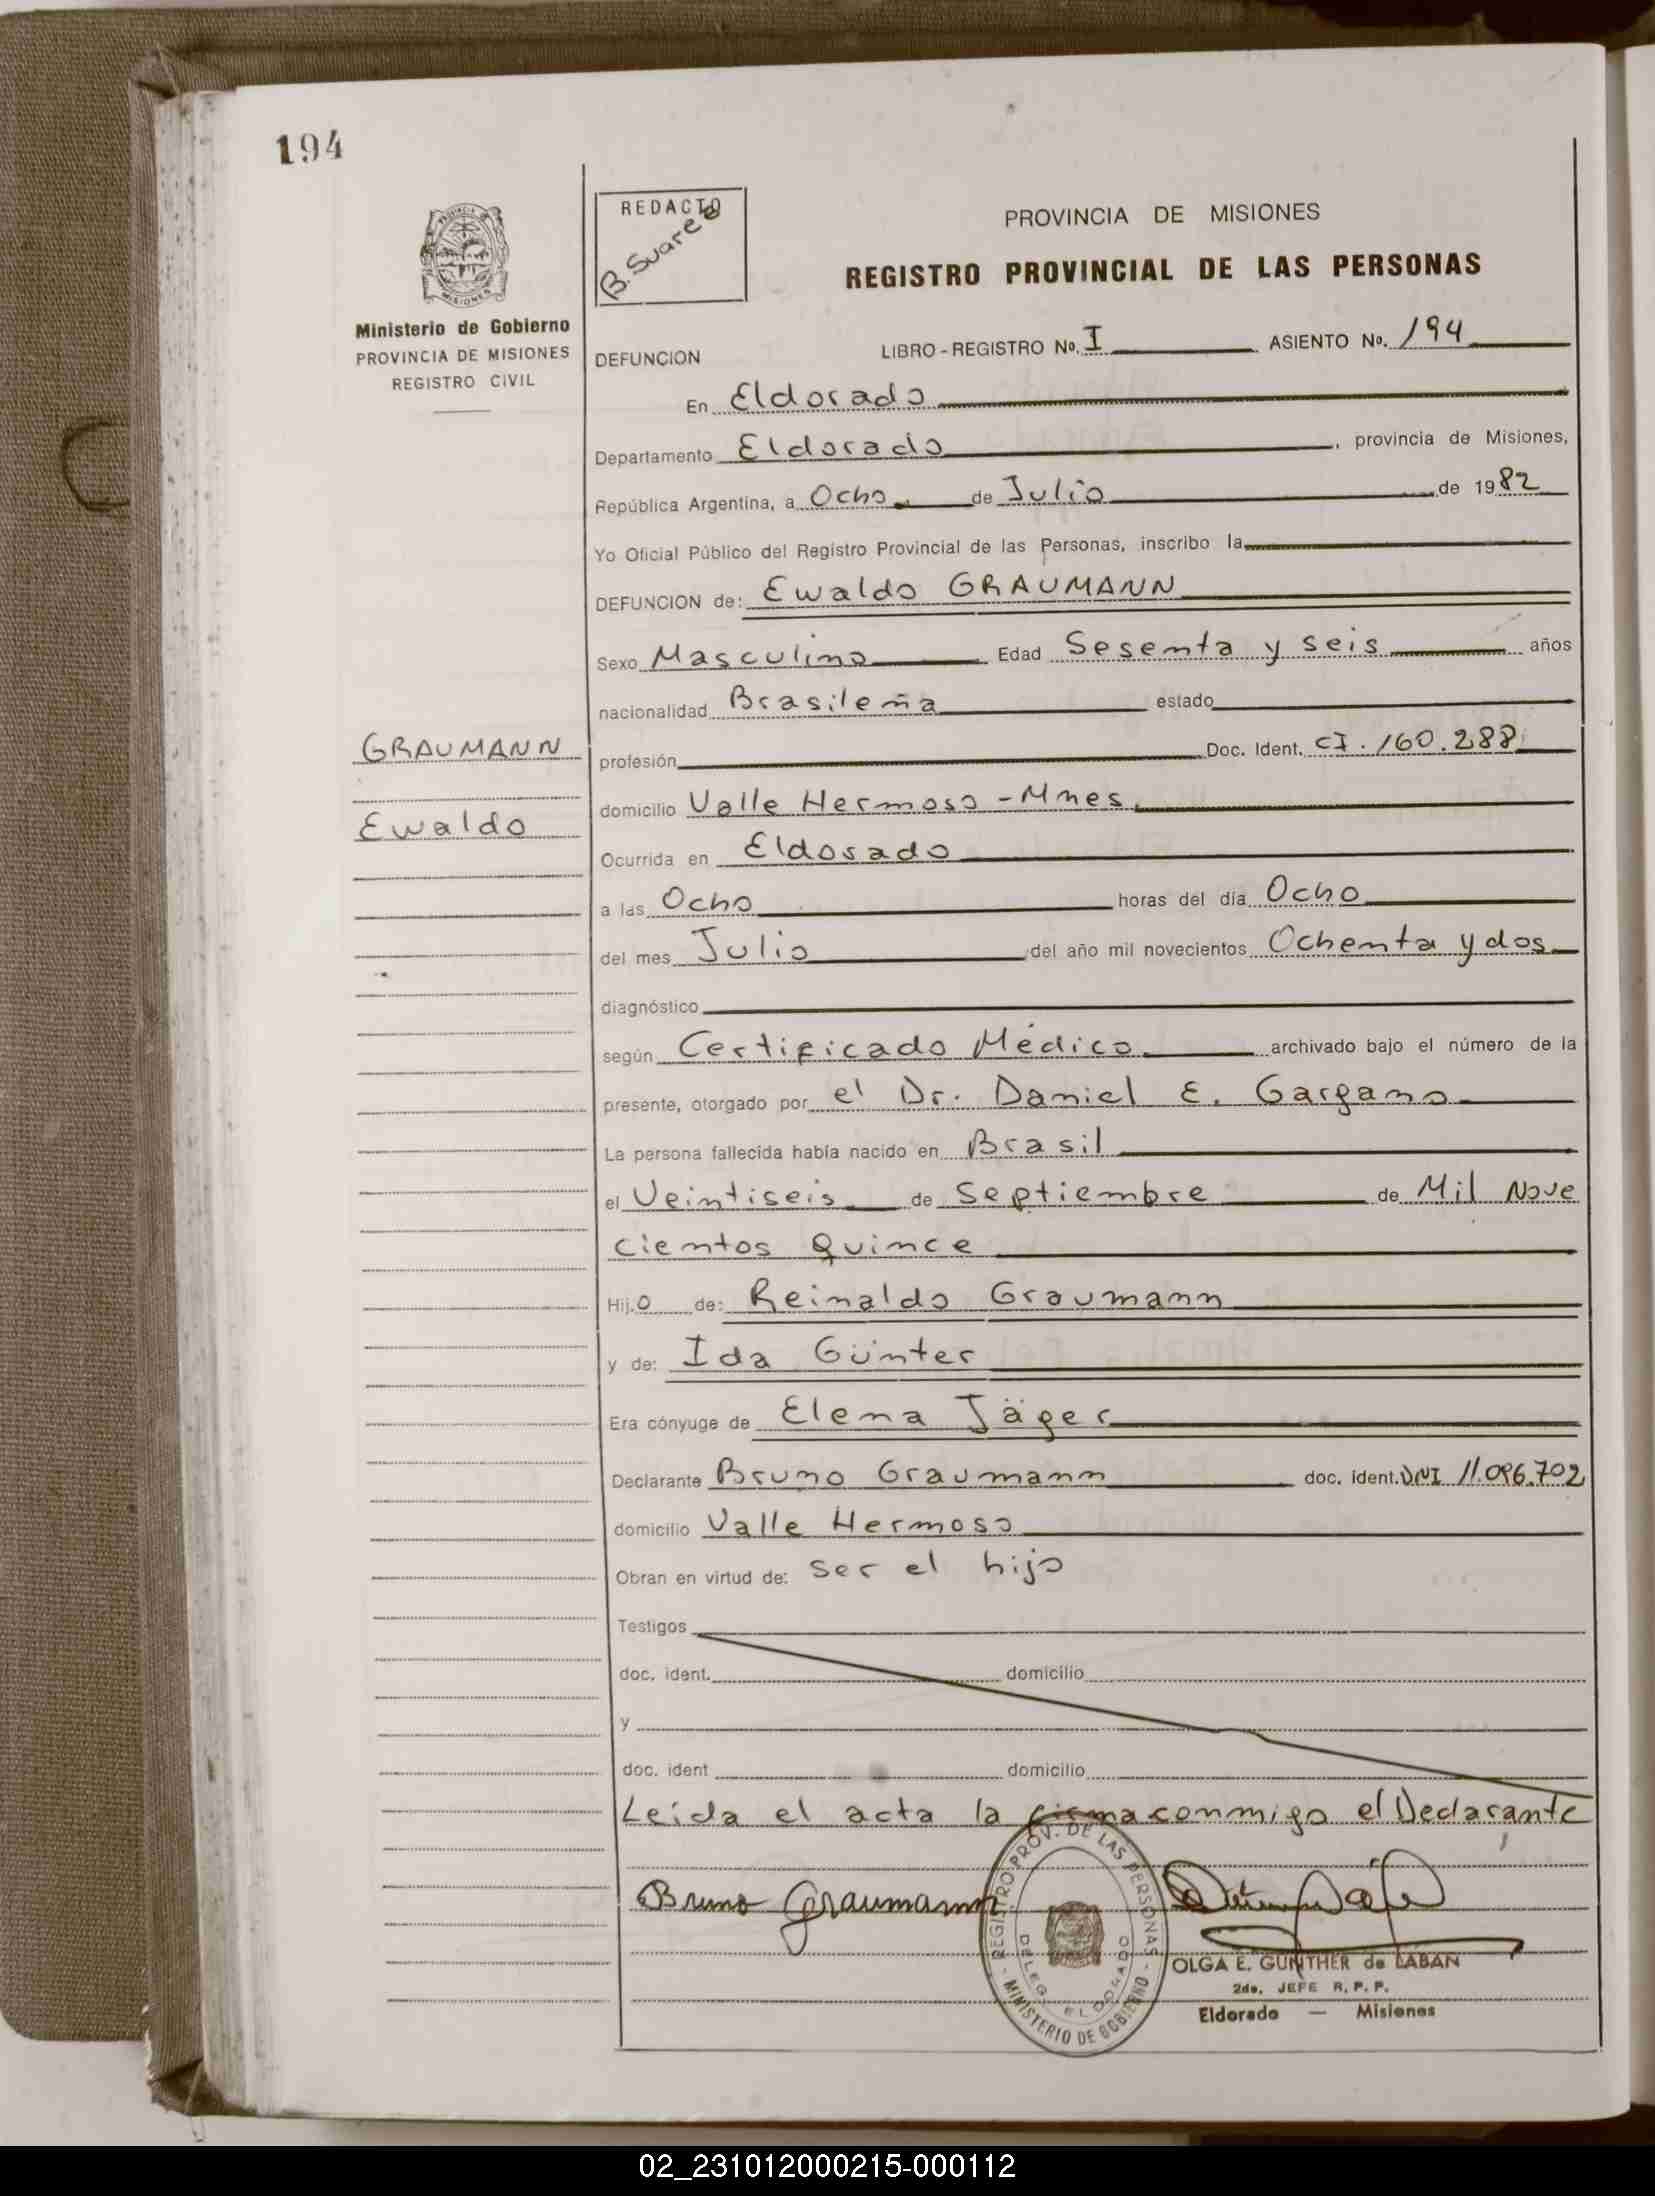 194
PROVINCIA DE MISIONES
REDACTO
B. Suarez
PROVINCIA DE MISIONES
REGISTRO PROVINCIAL DE LAS PERSONAS
Ministerio de Gobierno
PROVINCIA DE MISIONES
REGISTRO CIVIL
DEFUNCION LIBRO-REGISTRO No. I ASIENTO No. 194
En Eldorado
Departamento Eldorado, provincia de Misiones,
República Argentina, a Ocho de Julio de 1982
Yo Oficial Público del Registro Provincial de las Personas, inscribo la
DEFUNCION de: Ewaldo GRAUMANN
Sexo Masculino Edad Sesenta y seis años
nacionalidad Brasileña estado
GRAUMANN
Ewaldo
profesión Doc. Ident. CI. 160.288
domicilio Valle Hermoso - Mnes
Ocurrida en Eldorado
a las Ocho horas del día Ocho
del mes Julio del año mil novecientos Ochenta y dos
diagnóstico
según Certificado Médico archivado bajo el número de la
presente, otorgado por el Dr. Daniel E. Gargano
La persona fallecida había nacido en Brasil
el Veintiseis de Septiembre de Mil Nove
cientos Quince
Hij.o de: Reinaldo Graumann
y de: Ida Günter
Era cónyuge de Elena Jäger
Declarante Bruno Graumann doc. ident. DNI 11.096.702
domicilio Valle Hermoso
Obran en virtud de: ser el hijo
Testigos
doc. ident. domicilio
y
doc. ident domicilio
Leída el acta la firma conmigo el Declarante
Bruno Graumann
REGISTRO PROV. DE LAS PERSONAS - MINISTERIO DE GOBIERNO -
DELEG. ELDORADO
OLGA E. GUNTHER de LABAN
2do. JEFE R. P. P.
Eldorado — Misiones
02_231012000215-000112